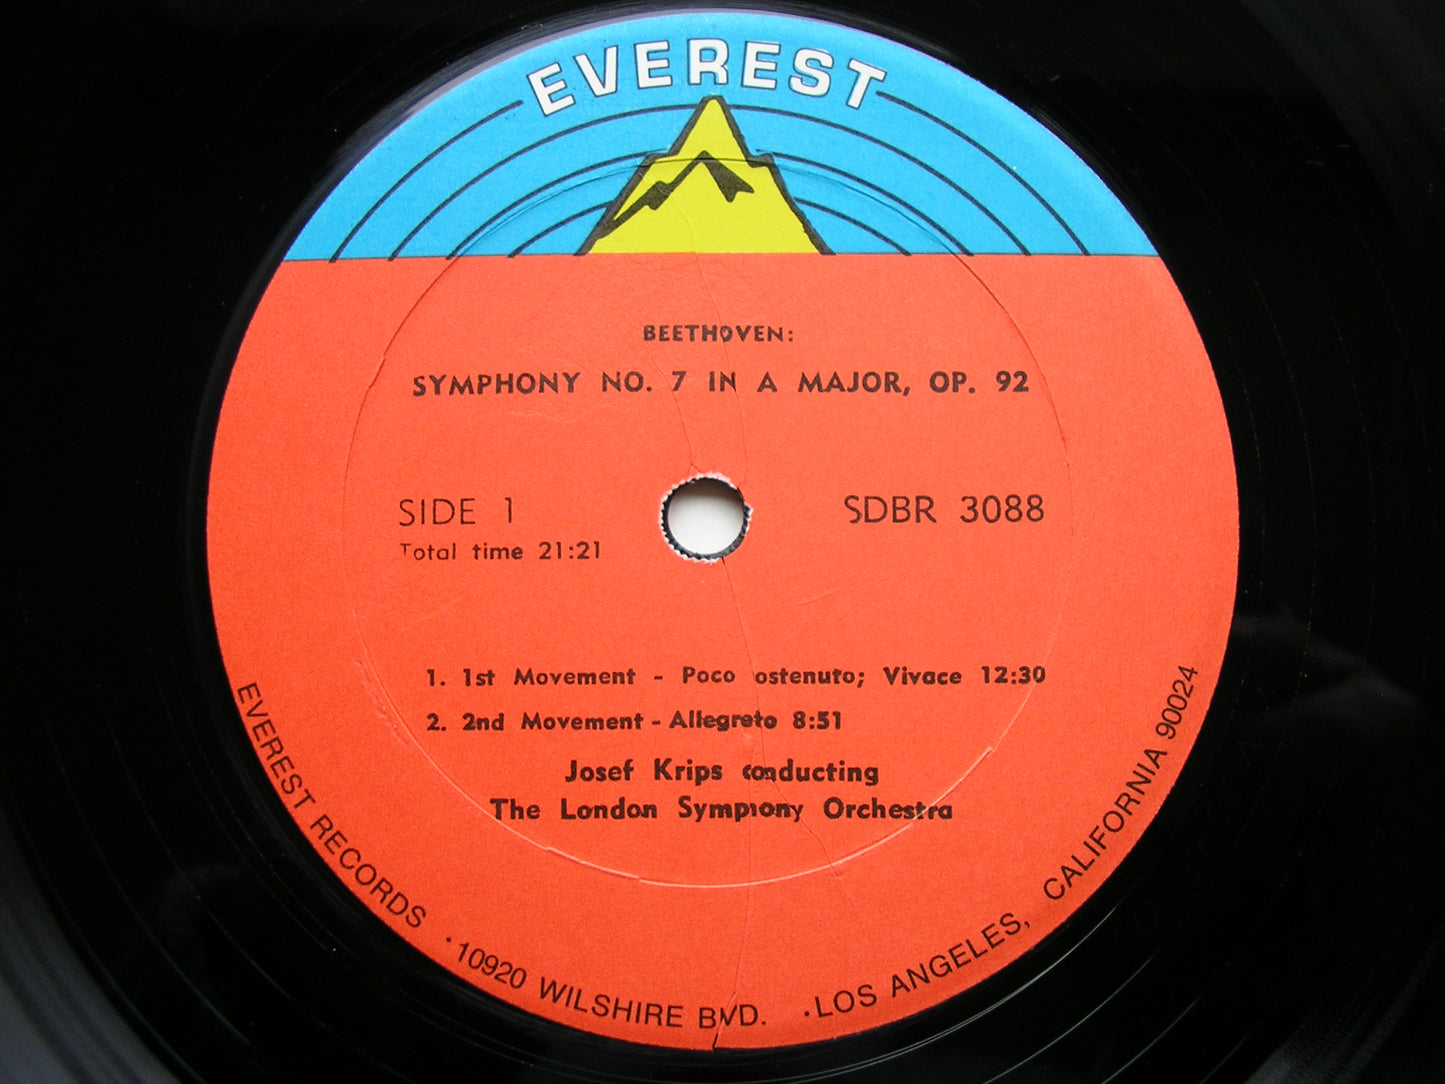 EVEREST
BEETHOVEN:
SYMPHONY NO. 7 IN A MAJOR, OP. 92
SIDE 1
SDBR 3088
Total time 21:21
1. 1st Movement - Poco ostenuto; Vivace 12:30
2. 2nd Movement - Allegreto 8:51
Josef Krips conducting
The London Symphony Orchestra
EVEREST RECORDS · 10920 WILSHIRE BVD. · LOS ANGELES, CALIFORNIA 90024